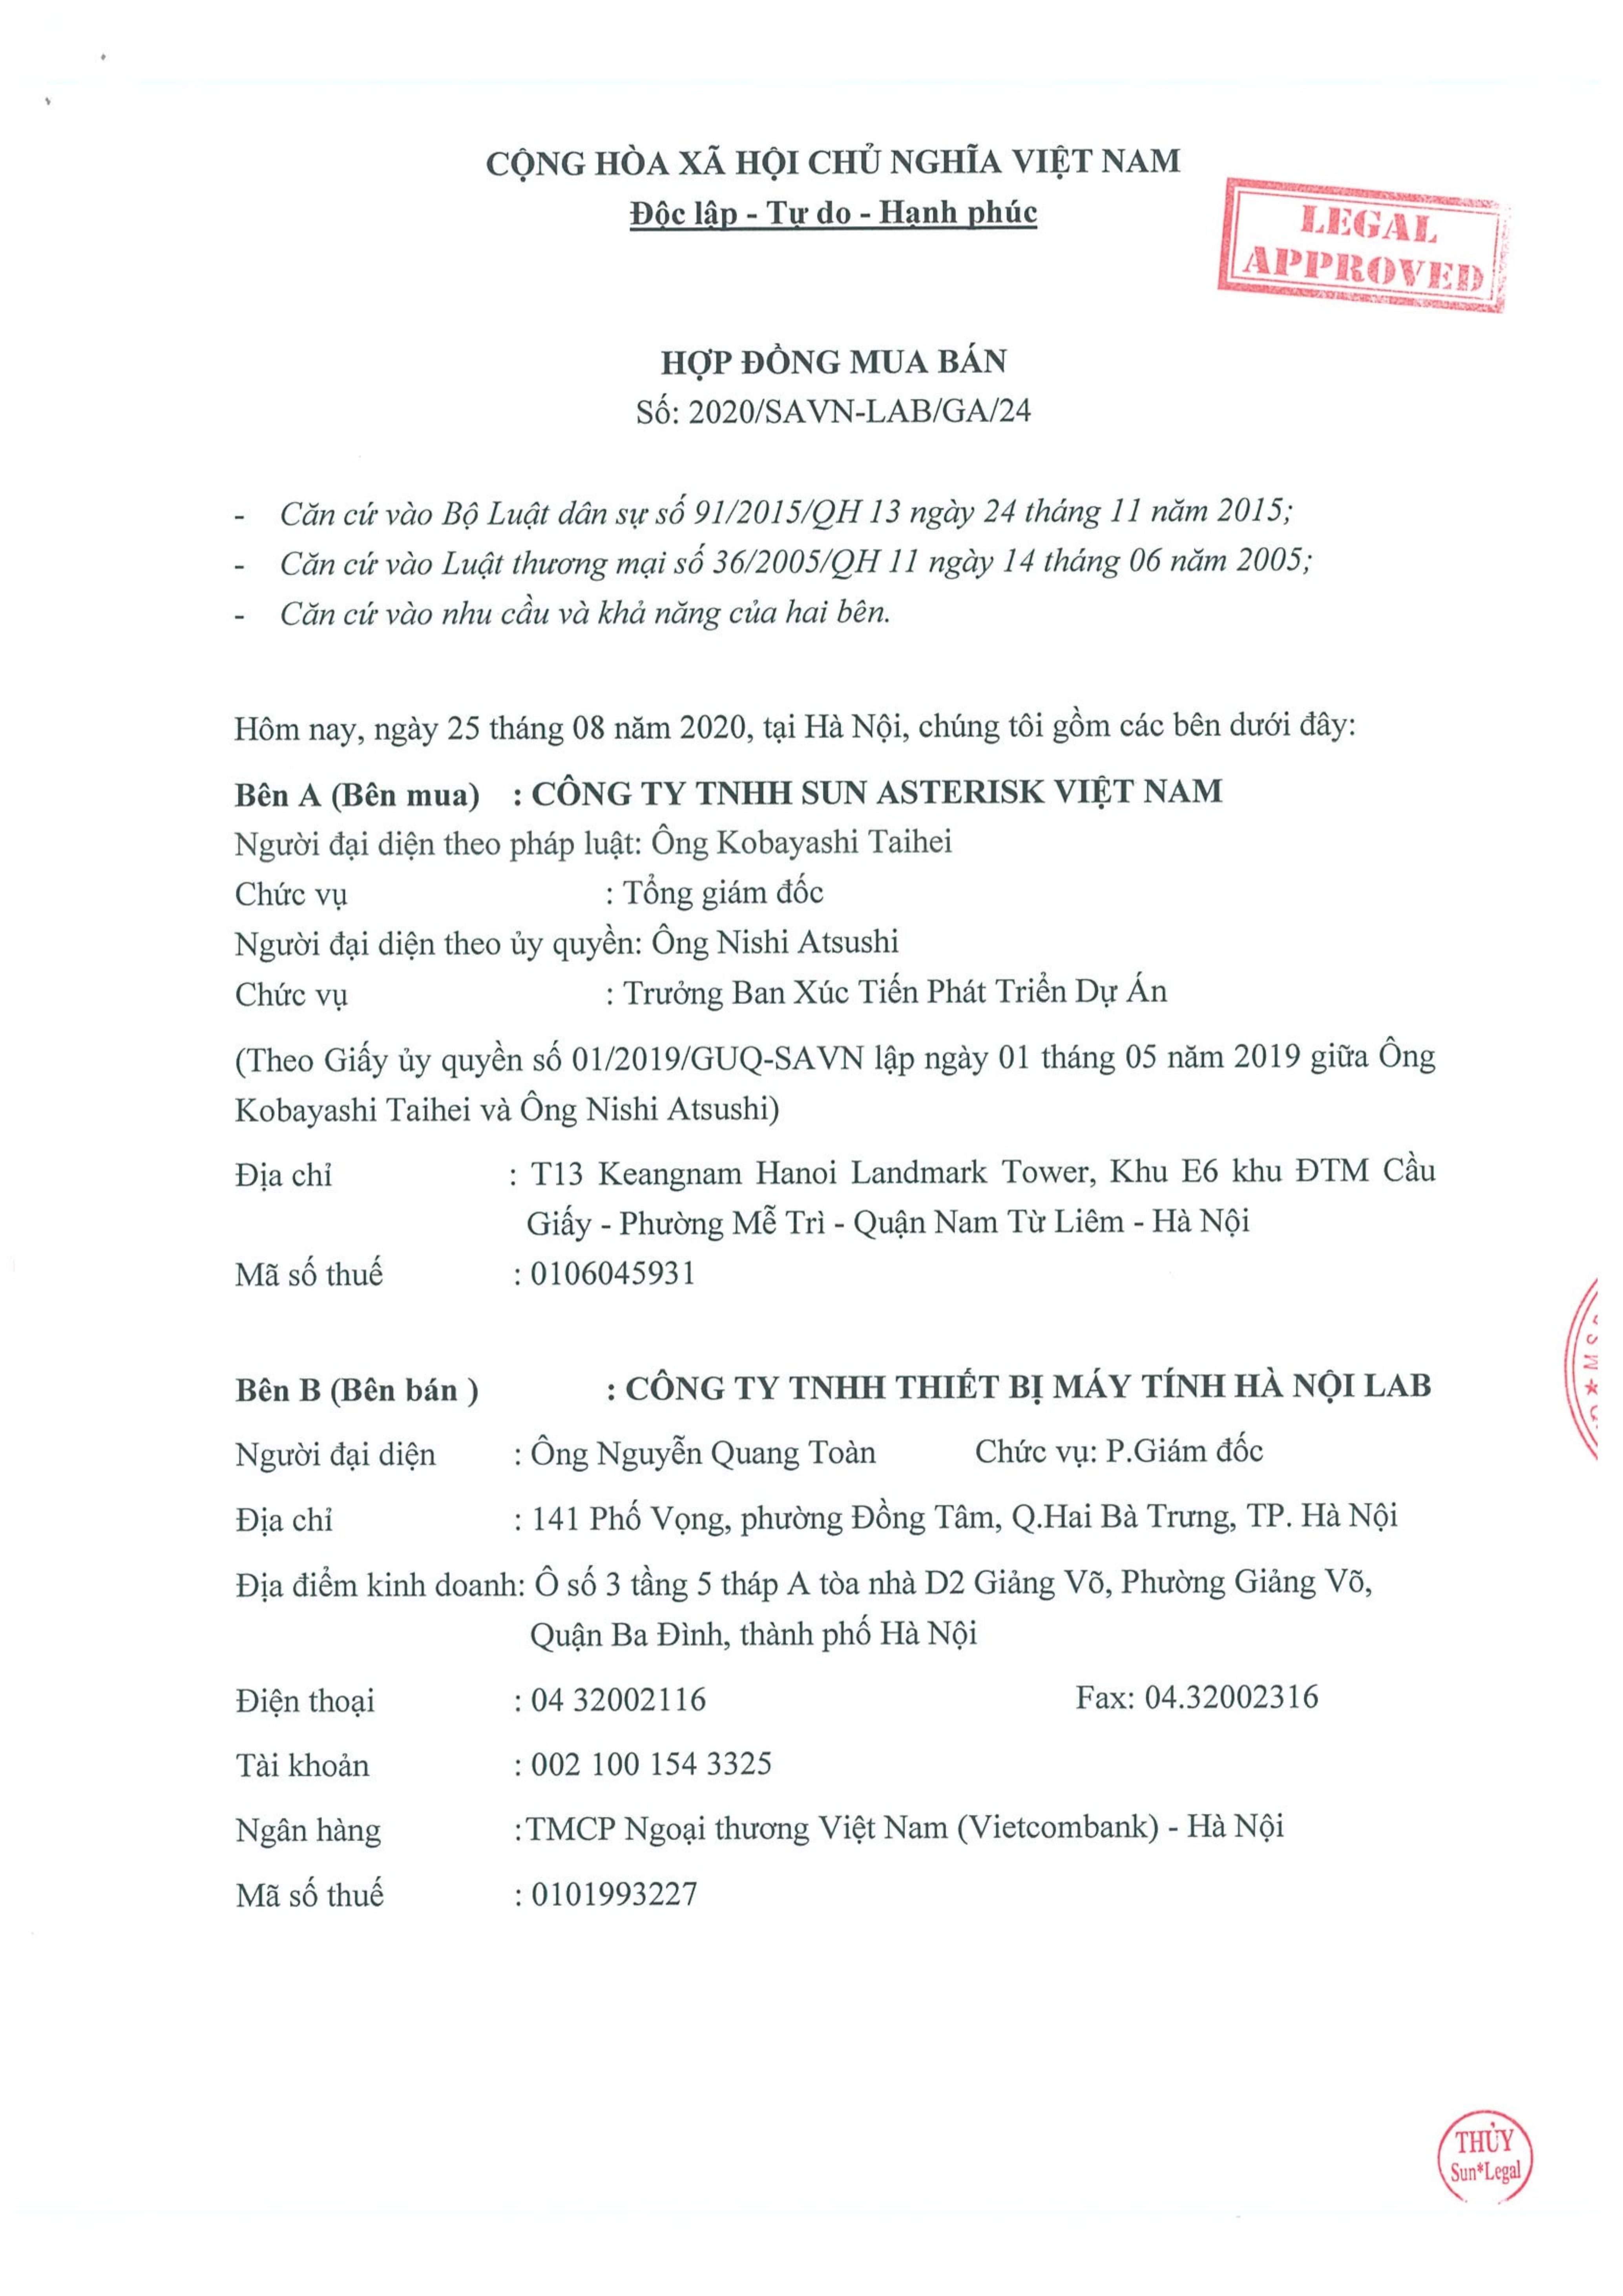 CỘNG HÒA XÃ HỘI CHỦ NGHĨA VIỆT NAM
Độc lập - Tự do - Hạnh phúc
LEGAL
APPROVED
HỢP ĐỒNG MUA BÁN
Số: 2020/SAVN-LAB/GA/24
- Căn cứ vào Bộ Luật dân sự số 91/2015/QH 13 ngày 24 tháng 11 năm 2015;
- Căn cứ vào Luật thương mại số 36/2005/QH 11 ngày 14 tháng 06 năm 2005;
- Căn cứ vào nhu cầu và khả năng của hai bên.
Hôm nay, ngày 25 tháng 08 năm 2020, tại Hà Nội, chúng tôi gồm các bên dưới đây:
Bên A (Bên mua) : CÔNG TY TNHH SUN ASTERISK VIỆT NAM
Người đại diện theo pháp luật: Ông Kobayashi Taihei
Chức vụ : Tổng giám đốc
Người đại diện theo ủy quyền: Ông Nishi Atsushi
Chức vụ : Trưởng Ban Xúc Tiến Phát Triển Dự Án
(Theo Giấy ủy quyền số 01/2019/GUQ-SAVN lập ngày 01 tháng 05 năm 2019 giữa Ông
Kobayashi Taihei và Ông Nishi Atsushi)
Địa chỉ : T13 Keangnam Hanoi Landmark Tower, Khu E6 khu ĐTM Cầu
Giấy - Phường Mễ Trì - Quận Nam Từ Liêm - Hà Nội
Mã số thuế : 0106045931
Bên B (Bên bán ) : CÔNG TY TNHH THIẾT BỊ MÁY TÍNH HÀ NỘI LAB
Người đại diện : Ông Nguyễn Quang Toàn Chức vụ: P.Giám đốc
Địa chỉ : 141 Phố Vọng, phường Đồng Tâm, Q.Hai Bà Trưng, TP. Hà Nội
Địa điểm kinh doanh: Ô số 3 tầng 5 tháp A tòa nhà D2 Giảng Võ, Phường Giảng Võ,
Quận Ba Đình, thành phố Hà Nội
Điện thoại : 04 32002116 Fax: 04.32002316
Tài khoản : 002 100 154 3325
Ngân hàng :TMCP Ngoại thương Việt Nam (Vietcombank) - Hà Nội
Mã số thuế : 0101993227
THỦY
Sun*Legal